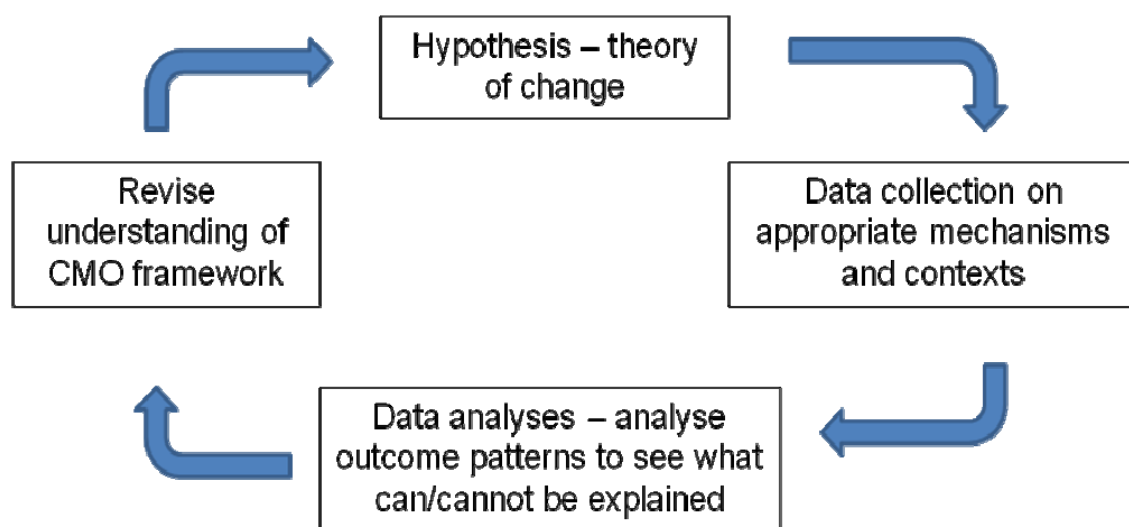 Hypothesis – theory
of change
Data collection on
appropriate mechanisms
and contexts
Data analyses – analyse
outcome patterns to see what
can/cannot be explained
Revise
understanding of
CMO framework